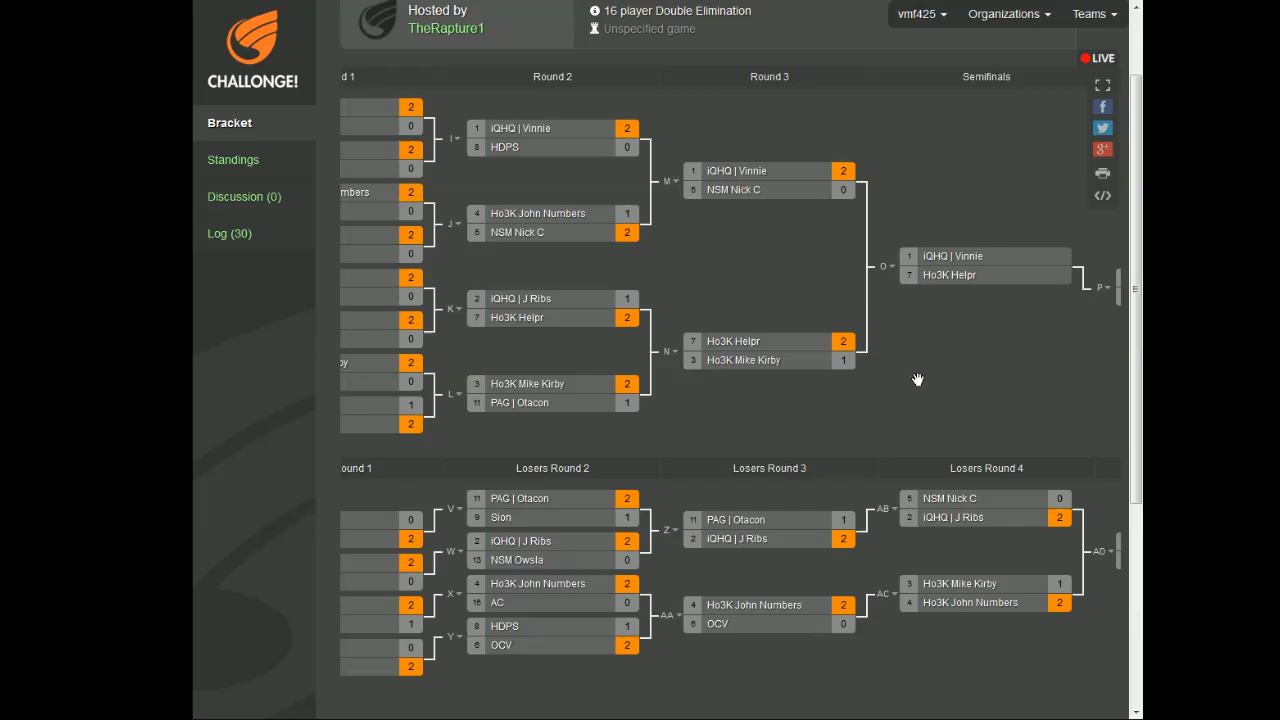 Hosted by
TheRapture1
16 player Double Elimination
Unspecified game
vmf425
Organizations
Teams
CHALLONGE!
LIVE
Bracket
Standings
Discussion (0)
Log (30)
d 1
Round 2
Round 3
Semifinals
2
0
2
0
mbers 2
0
2
0
2
0
2
0
by 2
0
1
2
I
J
K
L
1 iQHQ | Vinnie 2
8 HDPS 0
4 Ho3K John Numbers 1
5 NSM Nick C 2
2 iQHQ | J Ribs 1
7 Ho3K Helpr 2
3 Ho3K Mike Kirby 2
11 PAG | Otacon 1
M
N
1 iQHQ | Vinnie 2
5 NSM Nick C 0
7 Ho3K Helpr 2
3 Ho3K Mike Kirby 1
O
1 iQHQ | Vinnie
7 Ho3K Helpr
P
ound 1
Losers Round 2
Losers Round 3
Losers Round 4
0
2
2
0
2
1
0
2
V
W
X
Y
11 PAG | Otacon 2
9 Sion 1
2 iQHQ | J Ribs 2
13 NSM Owsla 0
4 Ho3K John Numbers 2
16 AC 0
8 HDPS 1
6 OCV 2
Z
AA
11 PAG | Otacon 1
2 iQHQ | J Ribs 2
4 Ho3K John Numbers 2
6 OCV 0
AB
AC
5 NSM Nick C 0
2 iQHQ | J Ribs 2
3 Ho3K Mike Kirby 1
4 Ho3K John Numbers 2
AD